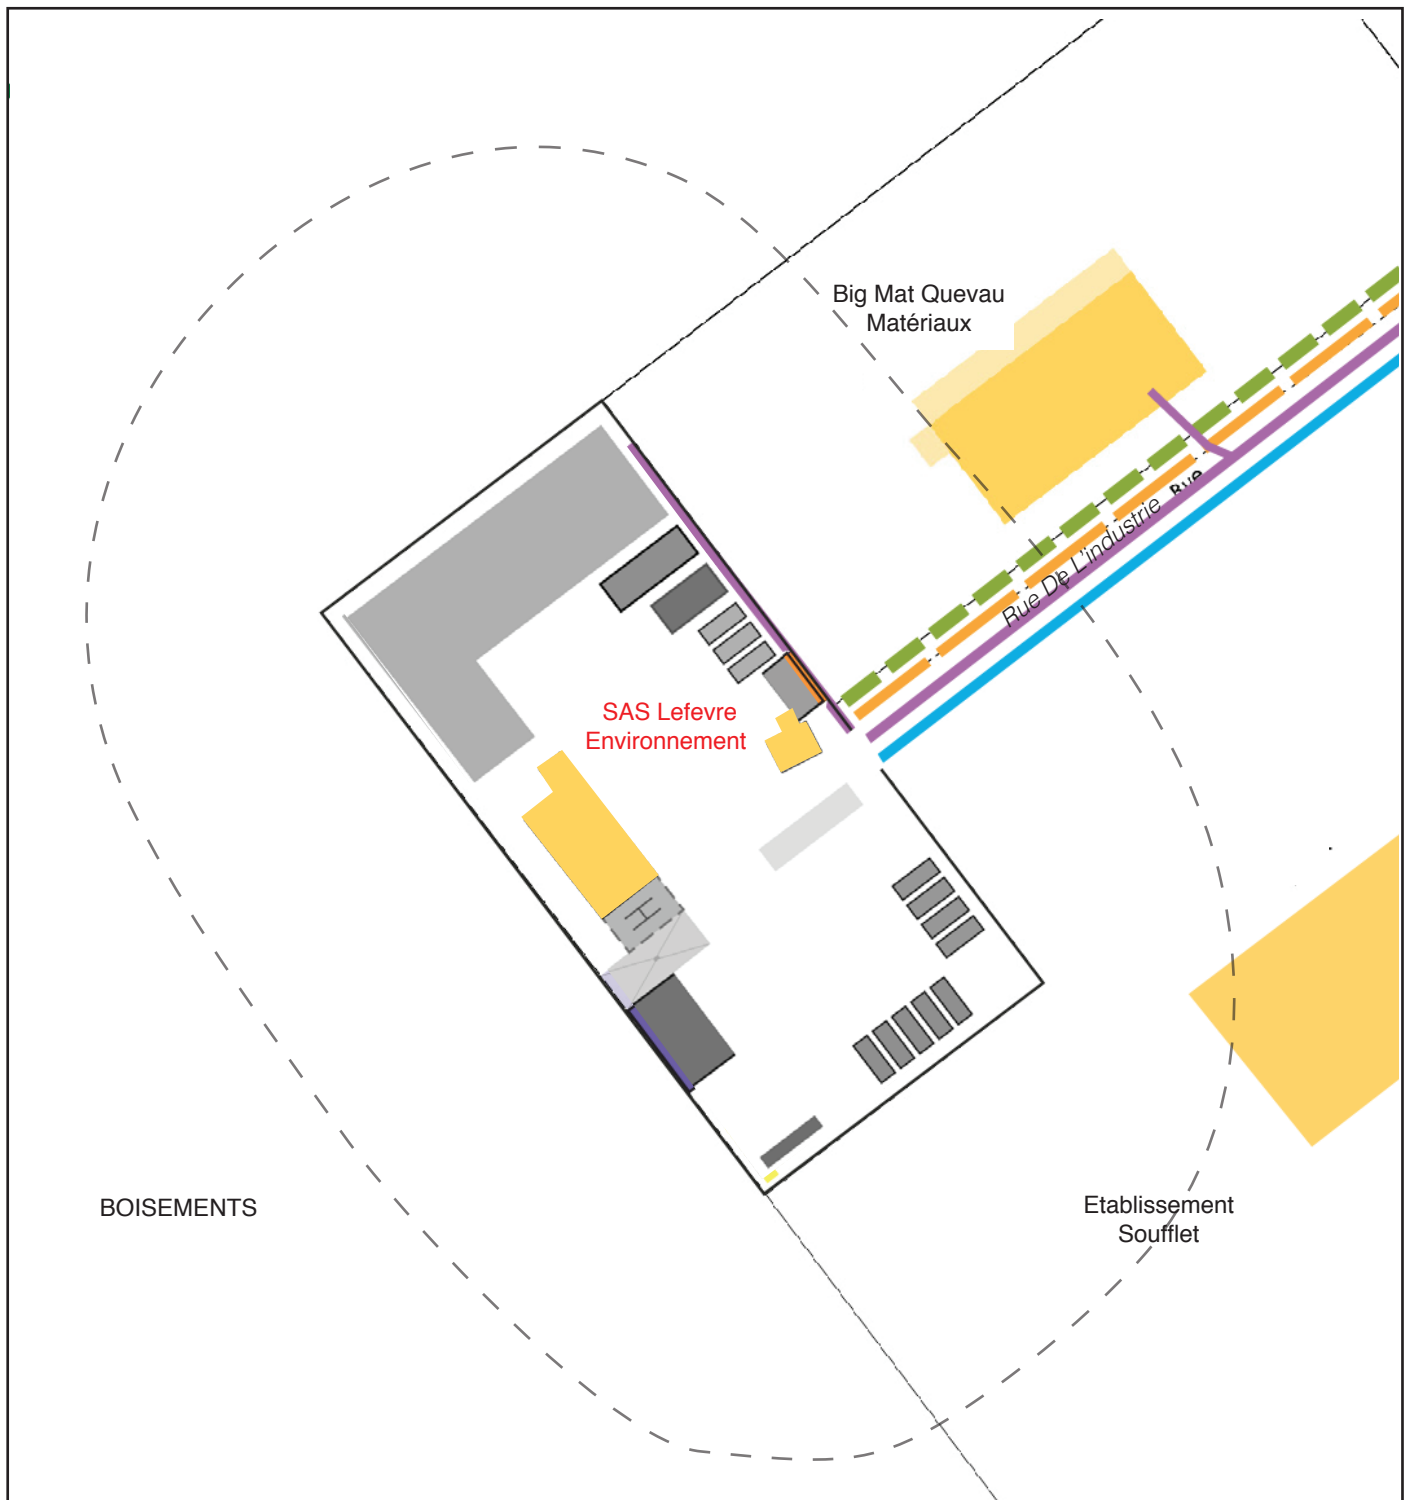 Big Mat Quevau
Matériaux
Rue De L'industrie
SAS Lefevre
Environnement
H
BOISEMENTS
Etablissement
Soufflet